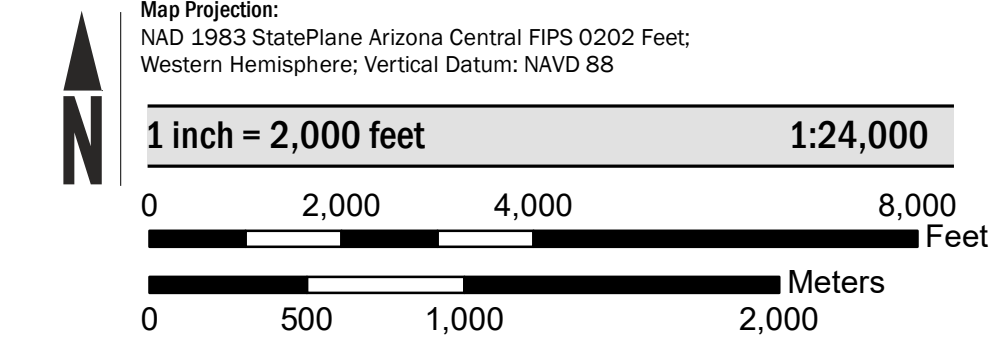 Map Projection:
NAD 1983 StatePlane Arizona Central FIPS 0202 Feet;
Western Hemisphere; Vertical Datum: NAVD 88
N
1 inch = 2,000 feet 1:24,000
0 2,000 4,000 8,000
Feet
Meters
0 500 1,000 2,000